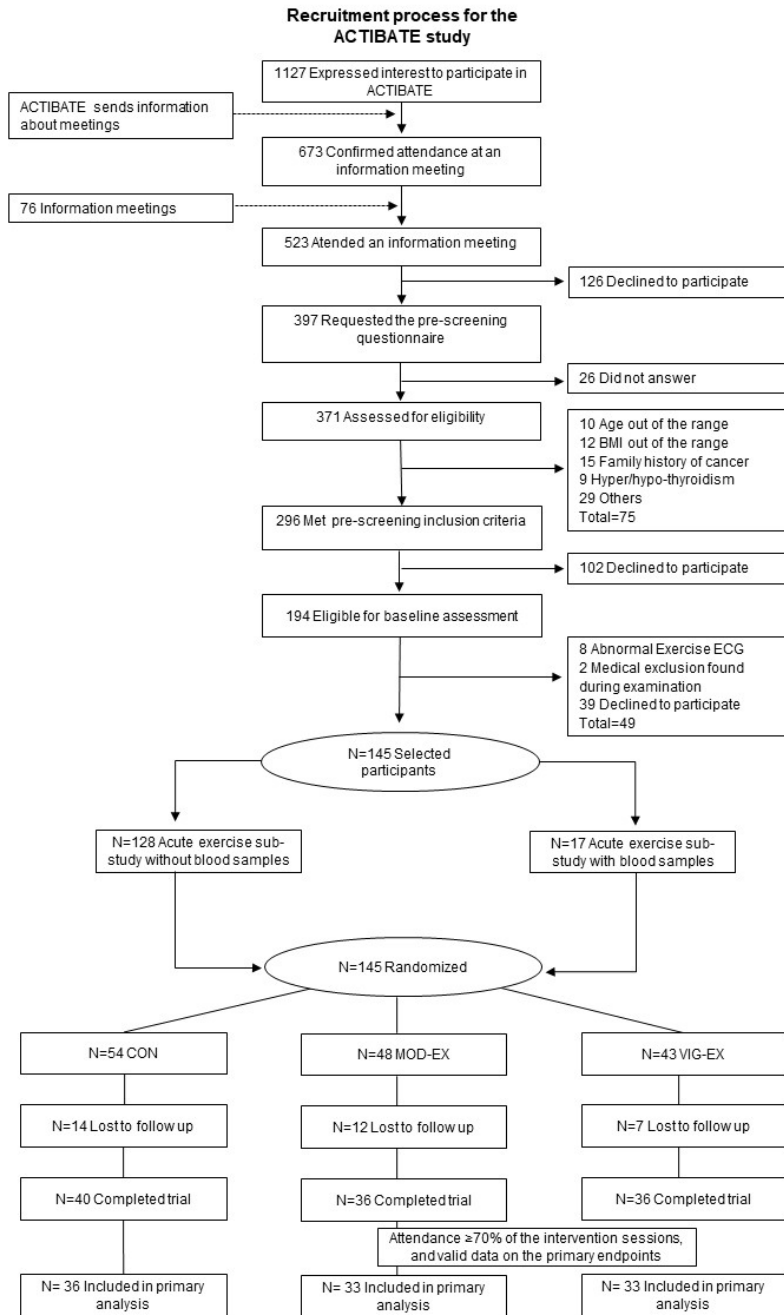 Recruitment process for the
ACTIBATE study
1127 Expressed interest to participate in
ACTIBATE
ACTIBATE sends information
about meetings
673 Confirmed attendance at an
information meeting
76 Information meetings
523 Atended an information meeting
126 Declined to participate
397 Requested the pre-screening
questionnaire
26 Did not answer
371 Assessed for eligibility
10 Age out of the range
12 BMI out of the range
15 Family history of cancer
9 Hyper/hypo-thyroidism
29 Others
Total=75
296 Met pre-screening inclusion criteria
102 Declined to participate
194 Eligible for baseline assessment
8 Abnormal Exercise ECG
2 Medical exclusion found
during examination
39 Declined to participate
Total=49
N=145 Selected
participants
N=128 Acute exercise sub-
study without blood samples
N=17 Acute exercise sub-
study with blood samples
N=145 Randomized
N=54 CON
N=48 MOD-EX
N=43 VIG-EX
N=14 Lost to follow up
N=12 Lost to follow up
N=7 Lost to follow up
N=40 Completed trial
N=36 Completed trial
N=36 Completed trial
Attendance ≥70% of the intervention sessions,
and valid data on the primary endpoints
N= 36 Included in primary
analysis
N= 33 Included in primary
analysis
N= 33 Included in primary
analysis